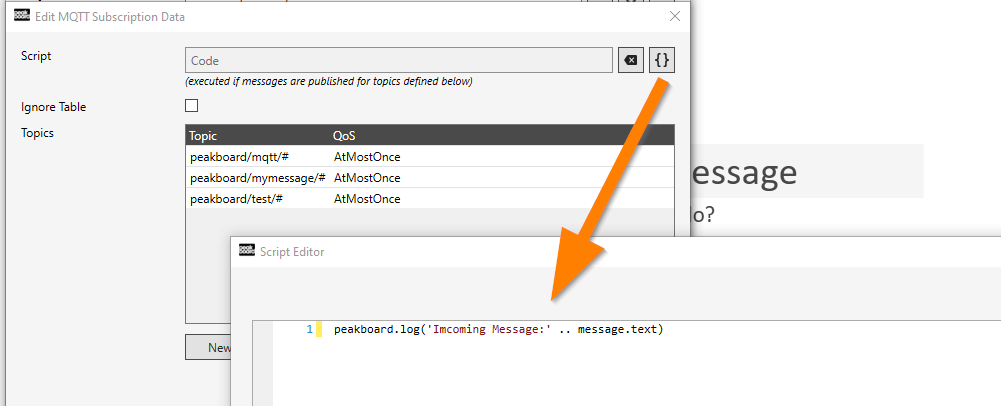 Edit MQTT Subscription Data
Script
Code
{}
(executed if messages are published for topics defined below)
Ignore Table
Topics
Topic QoS
peakboard/mqtt/# AtMostOnce
peakboard/mymessage/# AtMostOnce
peakboard/test/# AtMostOnce
essage
lo?
New
Script Editor
1 peakboard.log('Imcoming Message:' .. message.text)